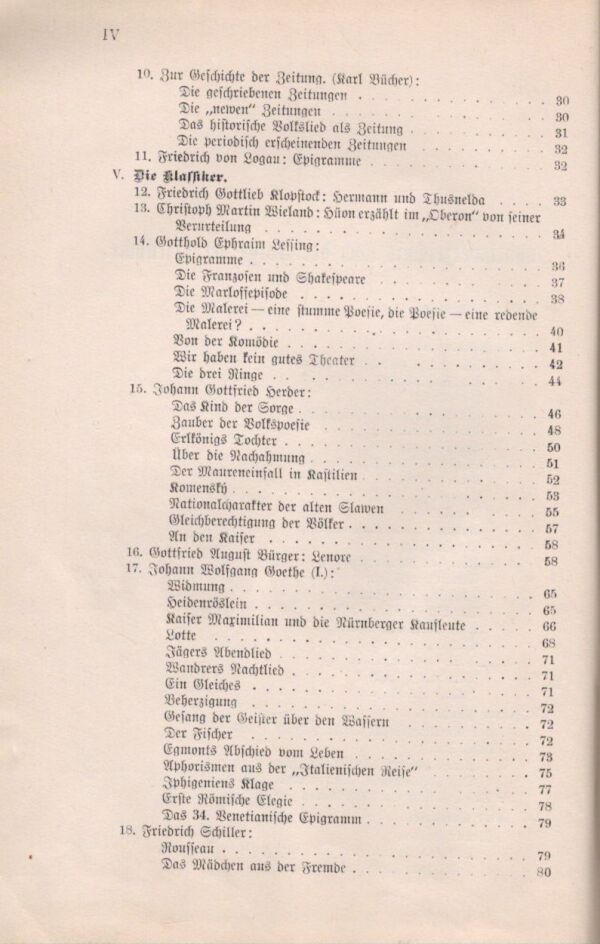 IV
10. Zur Geschichte der Zeitung. (Karl Bücher):
Die geschriebenen Zeitungen . . . . . . . . . . . . 30
Die „newen“ Zeitungen . . . . . . . . . . . . 30
Das historische Volkslied als Zeitung . . . . . . . . . 31
Die periodisch erscheinenden Zeitungen . . . . . . . . . 32
11. Friedrich von Logau: Epigramme . . . . . . . . . . . 32
V. Die Klassiker.
12. Friedrich Gottlieb Klopstock: Hermann und Thusnelda . . . . 33
13. Christoph Martin Wieland: Hüon erzählt im „Oberon“ von seiner
Verurteilung . . . . . . . . . . . . 34
14. Gotthold Ephraim Lessing:
Epigramme . . . . . . . . . . . . 36
Die Franzosen und Shakespeare . . . . . . . . . . . 37
Die Marlossepisode . . . . . . . . . . . . 38
Die Malerei — eine stumme Poesie, die Poesie — eine redende
Malerei? . . . . . . . . . . . . 40
Von der Komödie . . . . . . . . . . . . 41
Wir haben kein gutes Theater . . . . . . . . . . . 42
Die drei Ringe . . . . . . . . . . . . 44
15. Johann Gottfried Herder:
Das Kind der Sorge . . . . . . . . . . . . 46
Zauber der Volkspoesie . . . . . . . . . . . . 48
Erlkönigs Tochter . . . . . . . . . . . . 50
Über die Nachahmung . . . . . . . . . . . . 51
Der Maureneinfall in Kastilien . . . . . . . . . . . 52
Komenský . . . . . . . . . . . . 53
Nationalcharakter der alten Slawen . . . . . . . . . . 55
Gleichberechtigung der Völker . . . . . . . . . . . 57
An den Kaiser . . . . . . . . . . . . 58
16. Gottfried August Bürger: Lenore . . . . . . . . . . . 58
17. Johann Wolfgang Goethe (I.):
Widmung . . . . . . . . . . . . 65
Heidenröslein . . . . . . . . . . . . 65
Kaiser Maximilian und die Nürnberger Kaufleute . . . . . 66
Lotte . . . . . . . . . . . . 68
Jägers Abendlied . . . . . . . . . . . . 71
Wandrers Nachtlied . . . . . . . . . . . . 71
Ein Gleiches . . . . . . . . . . . . 71
Beherzigung . . . . . . . . . . . . 72
Gesang der Geister über den Wassern . . . . . . . . . 72
Der Fischer . . . . . . . . . . . . 72
Egmonts Abschied vom Leben . . . . . . . . . . . 73
Aphorismen aus der „Italienischen Reise“ . . . . . . . . 75
Iphigeniens Klage . . . . . . . . . . . . 77
Erste Römische Elegie . . . . . . . . . . . . 78
Das 34. Venetianische Epigramm . . . . . . . . . . . 79
18. Friedrich Schiller:
Rousseau . . . . . . . . . . . . 79
Das Mädchen aus der Fremde . . . . . . . . . . . 80